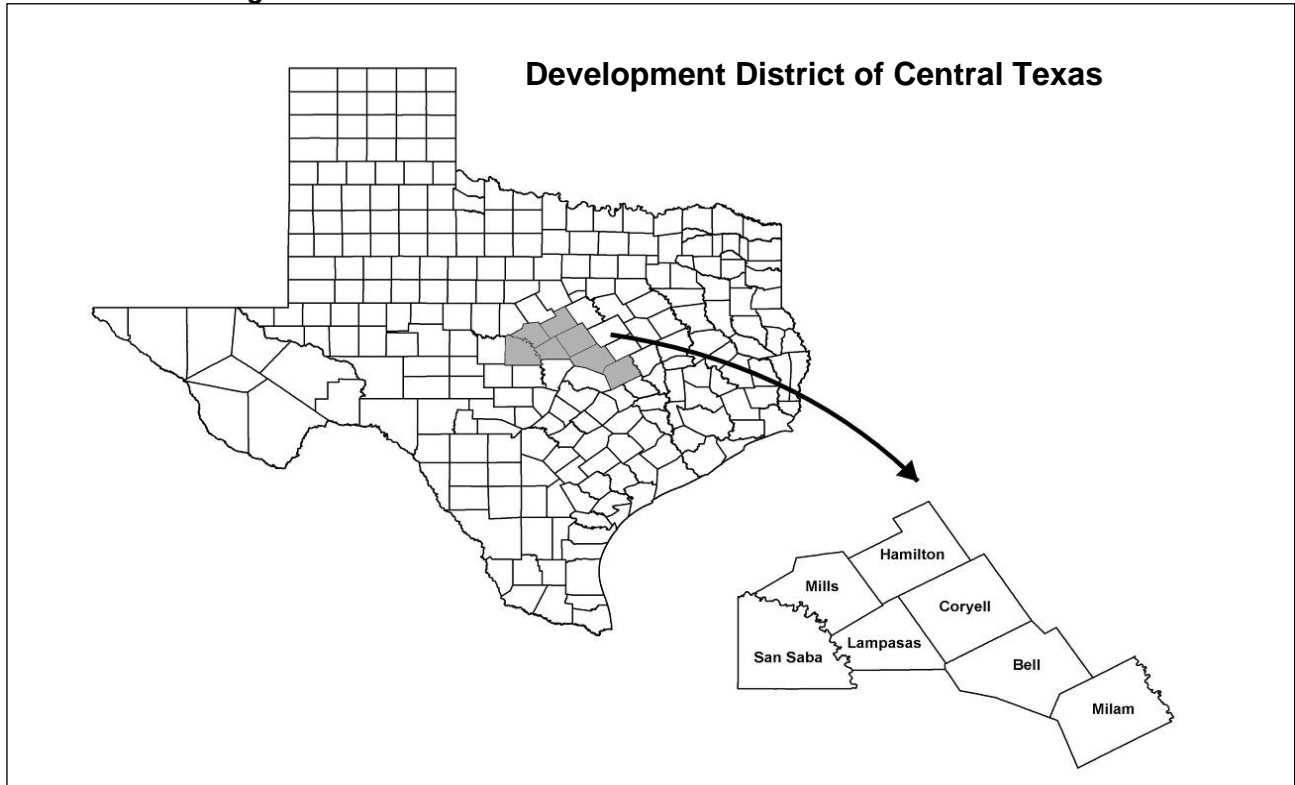 Development District of Central Texas
Hamilton
Mills
Coryell
Lampasas
San Saba
Bell
Milam